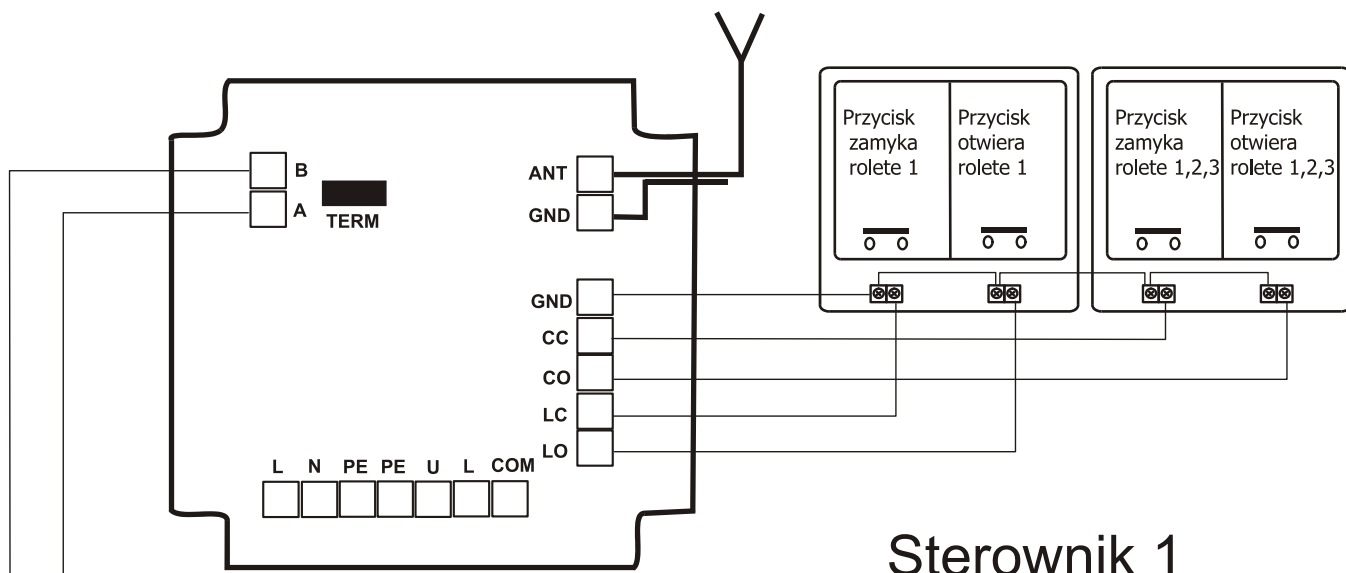 B
A
TERM
ANT
GND
GND
CC
CO
LC
LO
L N PE PE U L COM
Przycisk
zamyka
rolete 1
Przycisk
otwiera
rolete 1
Przycisk
zamyka
rolete 1,2,3
Przycisk
otwiera
rolete 1,2,3
Sterownik 1